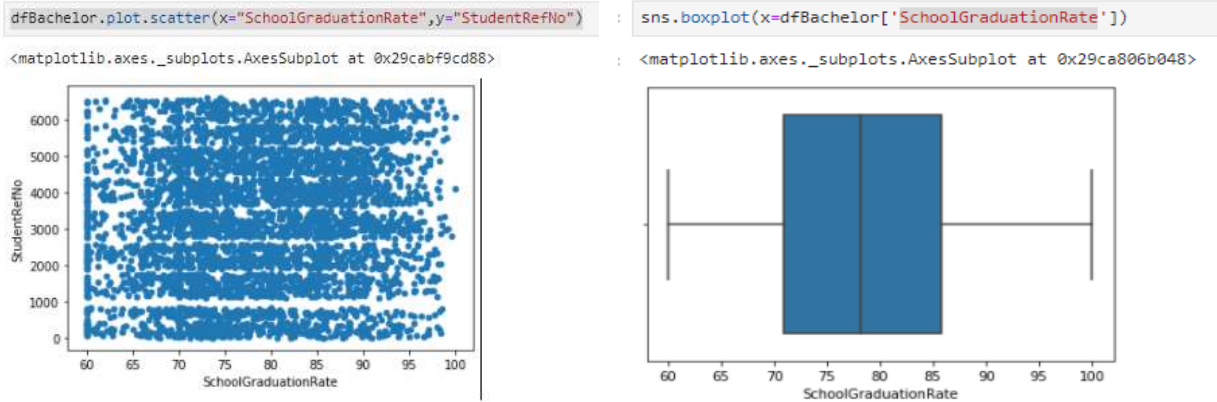 dfBachelor.plot.scatter(x="SchoolGraduationRate",y="StudentRefNo")
<matplotlib.axes._subplots.AxesSubplot at 0x29cabf9cd88>
6000
5000
4000
3000
2000
1000
0
StudentRefNo
60 65 70 75 80 85 90 95 100
SchoolGraduationRate
: sns.boxplot(x=dfBachelor['SchoolGraduationRate'])
: <matplotlib.axes._subplots.AxesSubplot at 0x29ca806b048>
60 65 70 75 80 85 90 95 100
SchoolGraduationRate